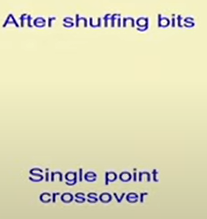 After shuffing bits
Single point
crossover